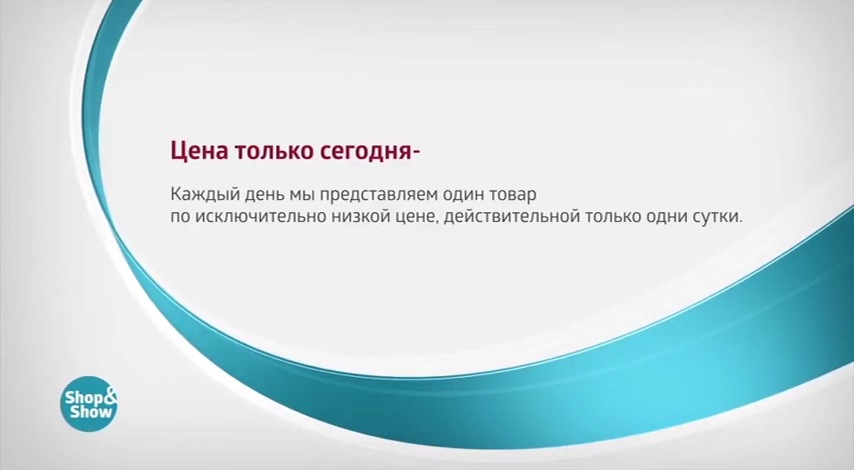 Цена только сегодня-
Каждый день мы представляем один товар
по исключительно низкой цене, действительной только одни сутки.
Shop&
Show